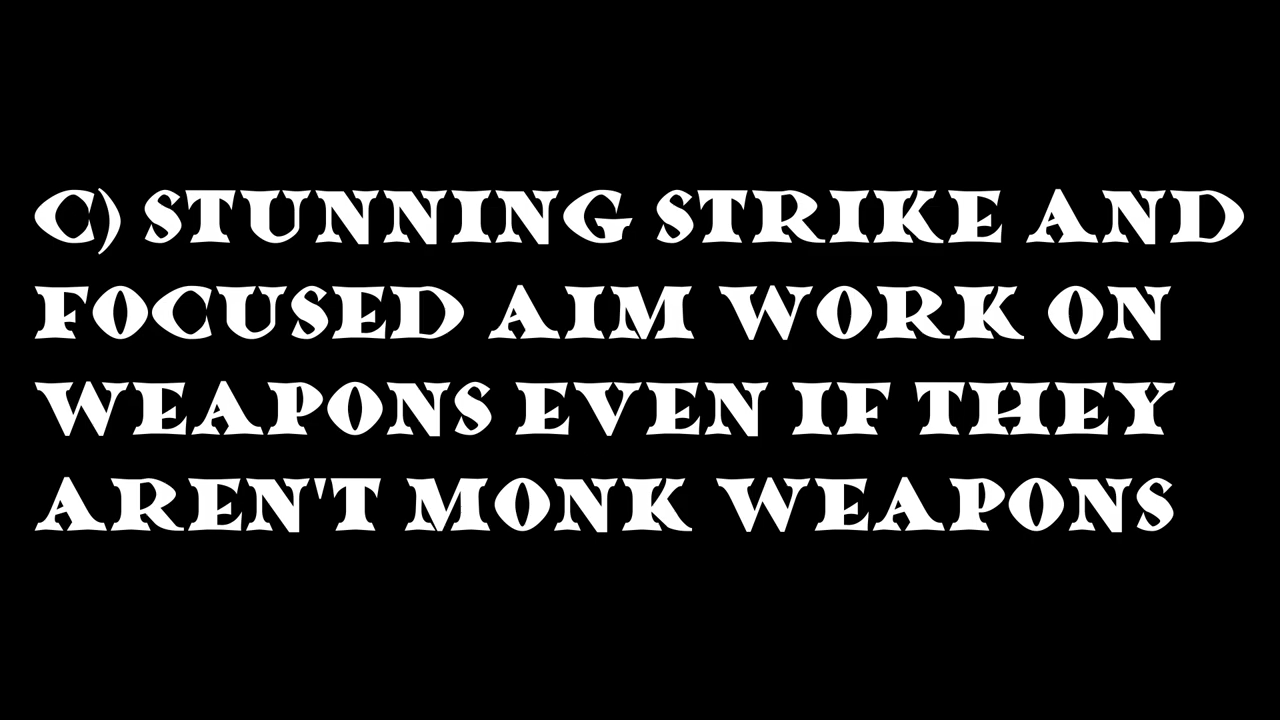 C) STUNNING STRIKE AND
FOCUSED AIM WORK ON
WEAPONS EVEN IF THEY
AREN'T MONK WEAPONS